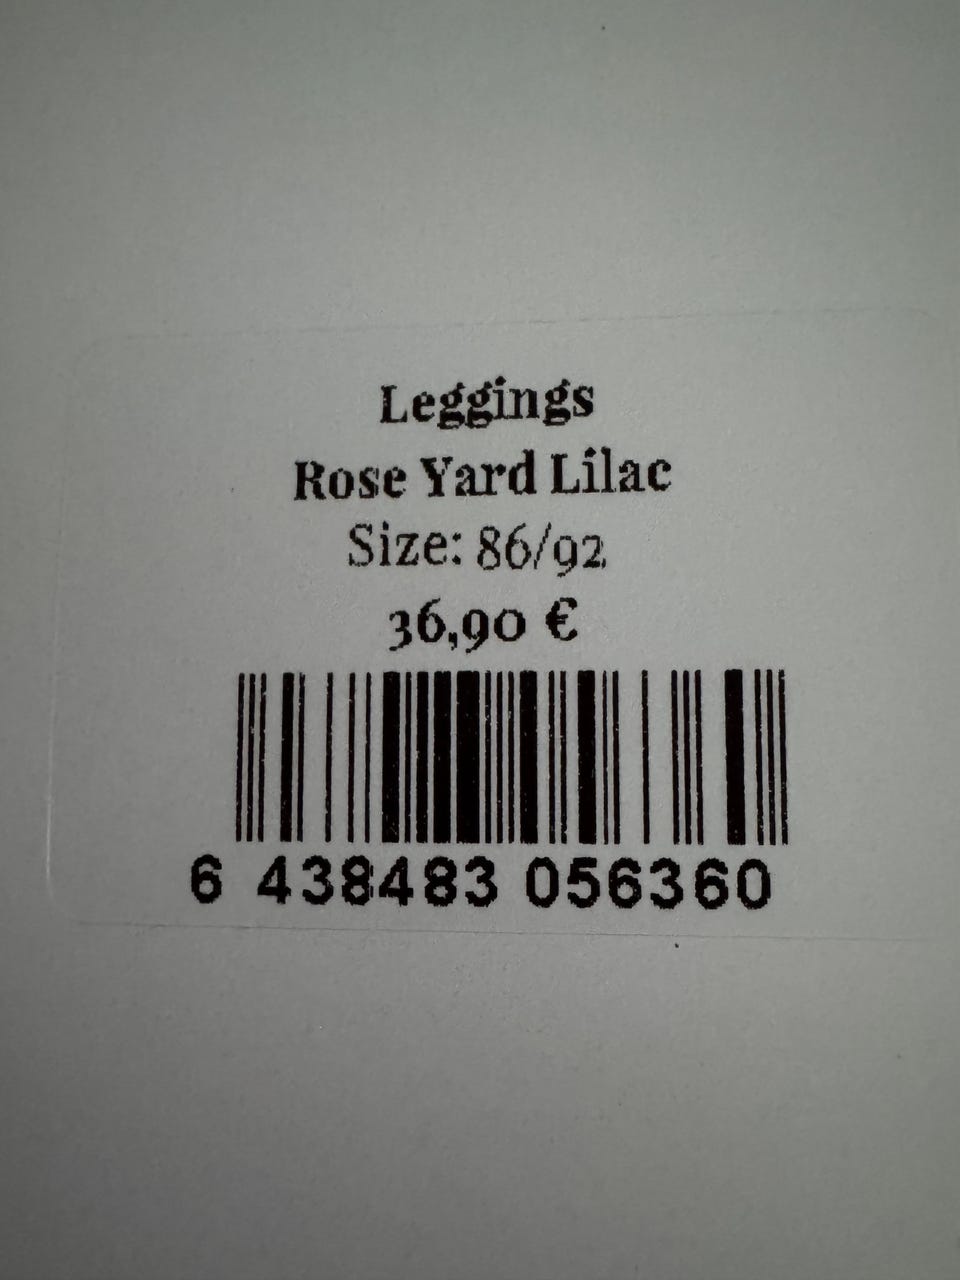 Leggings
Rose Yard Lilac
Size: 86/92
36,90 €
6 438483 056360